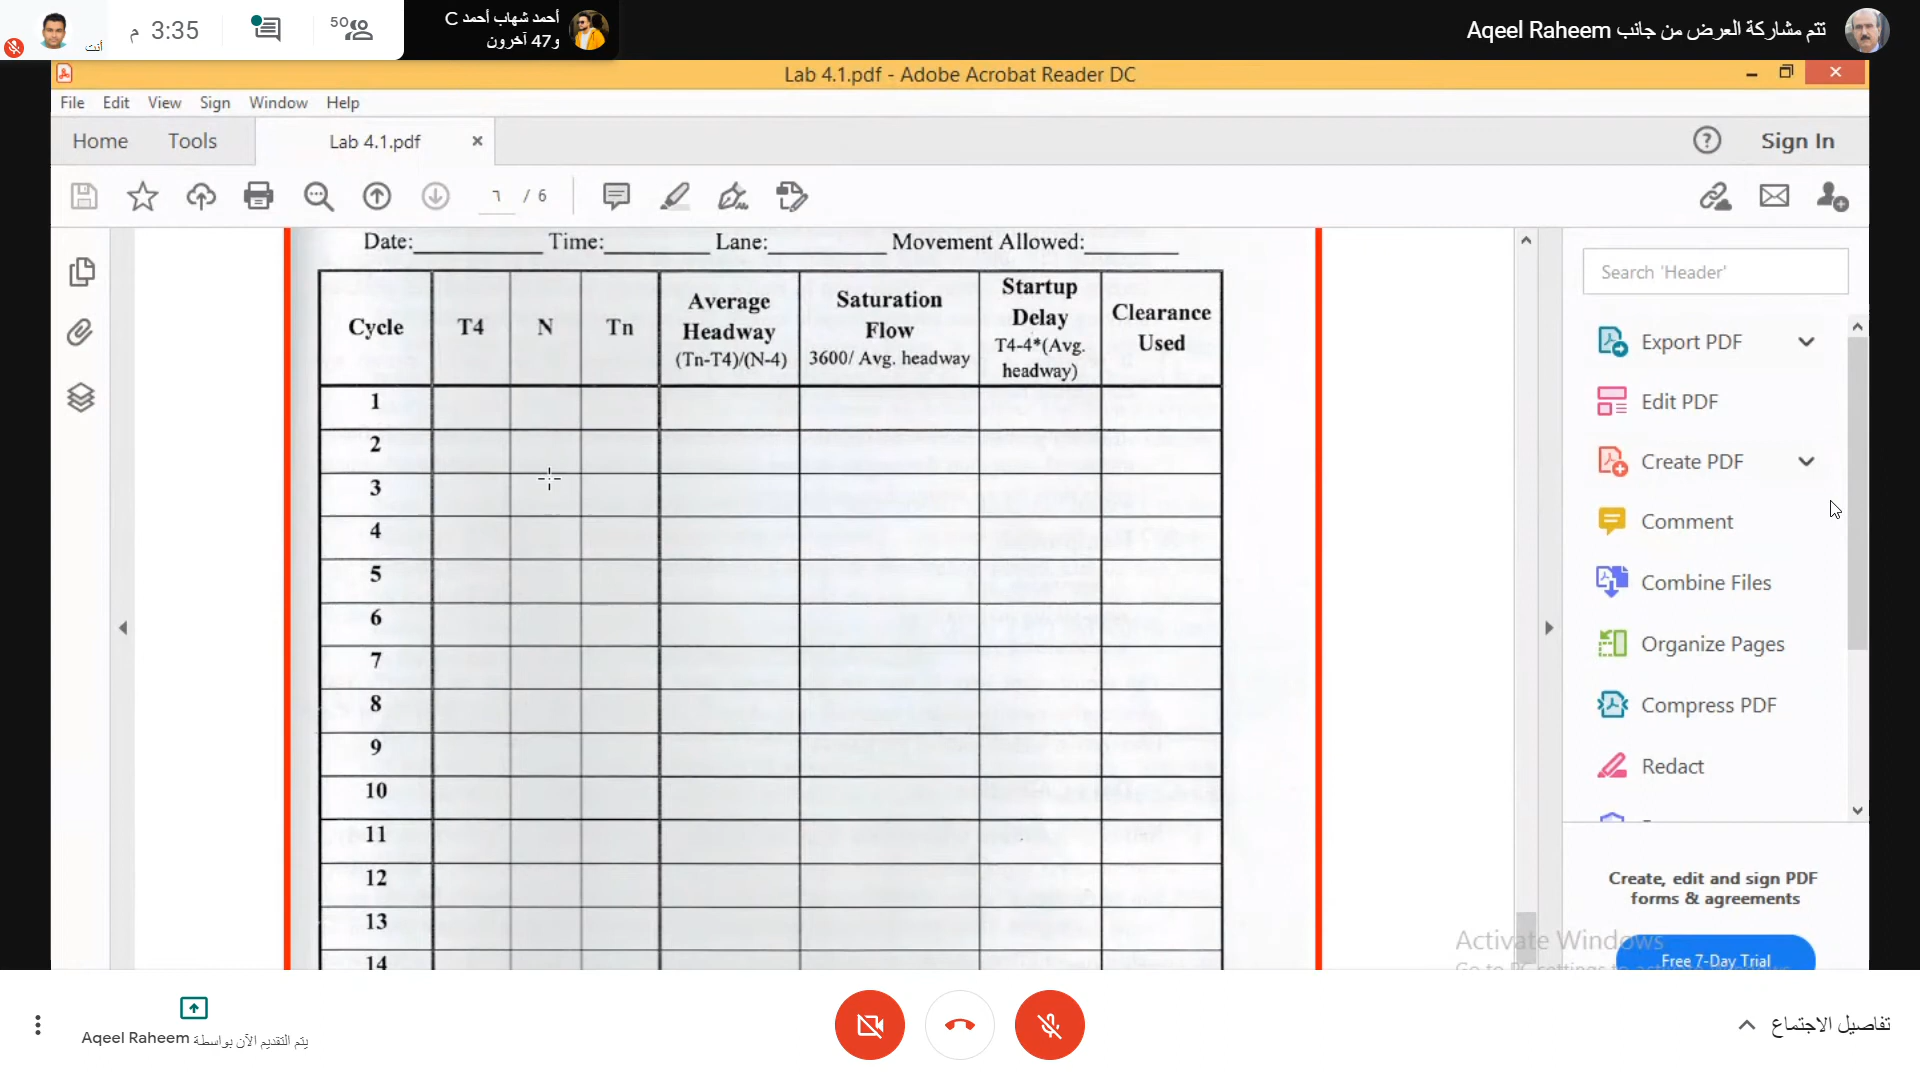 أنت
3:35 م
50
أحمد شهاب أحمد C
و47 آخرون
تتم مشاركة العرض من جانب Aqeel Raheem
Lab 4.1.pdf - Adobe Acrobat Reader DC
File Edit View Sign Window Help
Home Tools Lab 4.1.pdf × Sign In
٦ / 6
Date: Time: Lane: Movement Allowed:
Cycle T4 N Tn Average Headway (Tn-T4)/(N-4) Saturation Flow 3600/ Avg. headway Startup Delay T4-4*(Avg. headway) Clearance Used
1
2
3
4
5
6
7
8
9
10
11
12
13
14
Search 'Header'
Export PDF
Edit PDF
Create PDF
Comment
Combine Files
Organize Pages
Compress PDF
Redact
Create, edit and sign PDF
forms & agreements
Free 7-Day Trial
Activate Windows
Aqeel Raheem يتم التقديم الآن بواسطة
تفاصيل الاجتماع